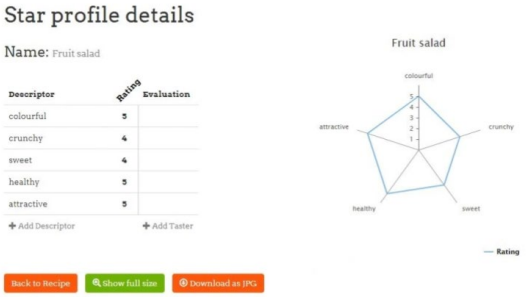 Star profile details
Name: Fruit salad
Descriptor Rating Evaluation
colourful 5
crunchy 4
sweet 4
healthy 5
attractive 5
Add Descriptor Add Taster
Back to Recipe Show full size Download as JPG
Fruit salad
colourful
5
4
3
2
1
attractive crunchy
healthy sweet
Rating